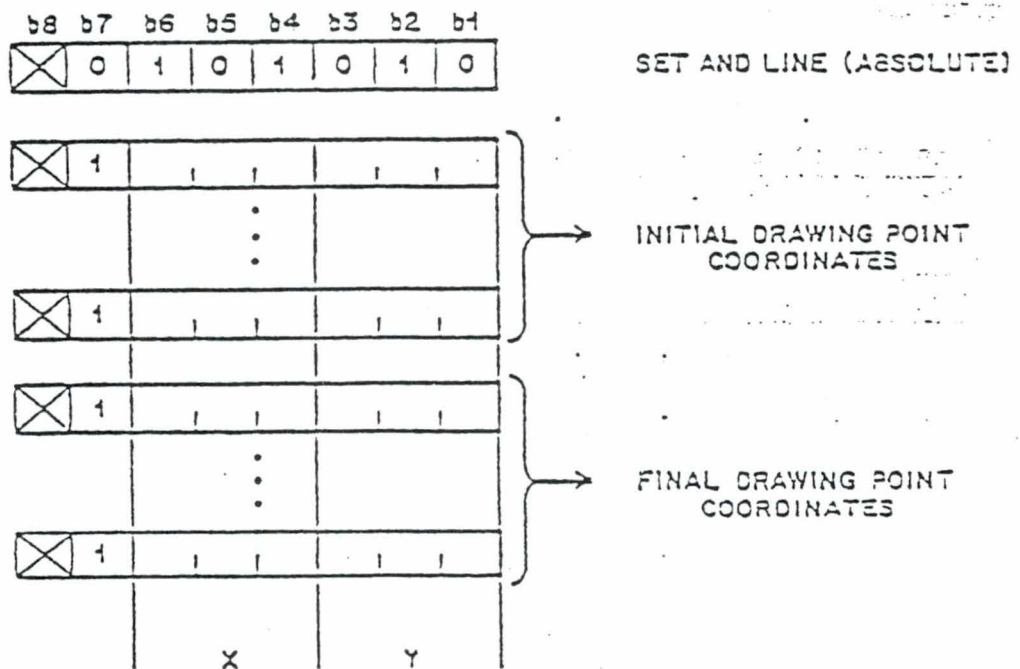 b8 b7 b6 b5 b4 b3 b2 b1
0 1 0 1 0 1 0
SET AND LINE (ABSOLUTE)
1
INITIAL DRAWING POINT
COORDINATES
1
1
FINAL DRAWING POINT
COORDINATES
1
X Y